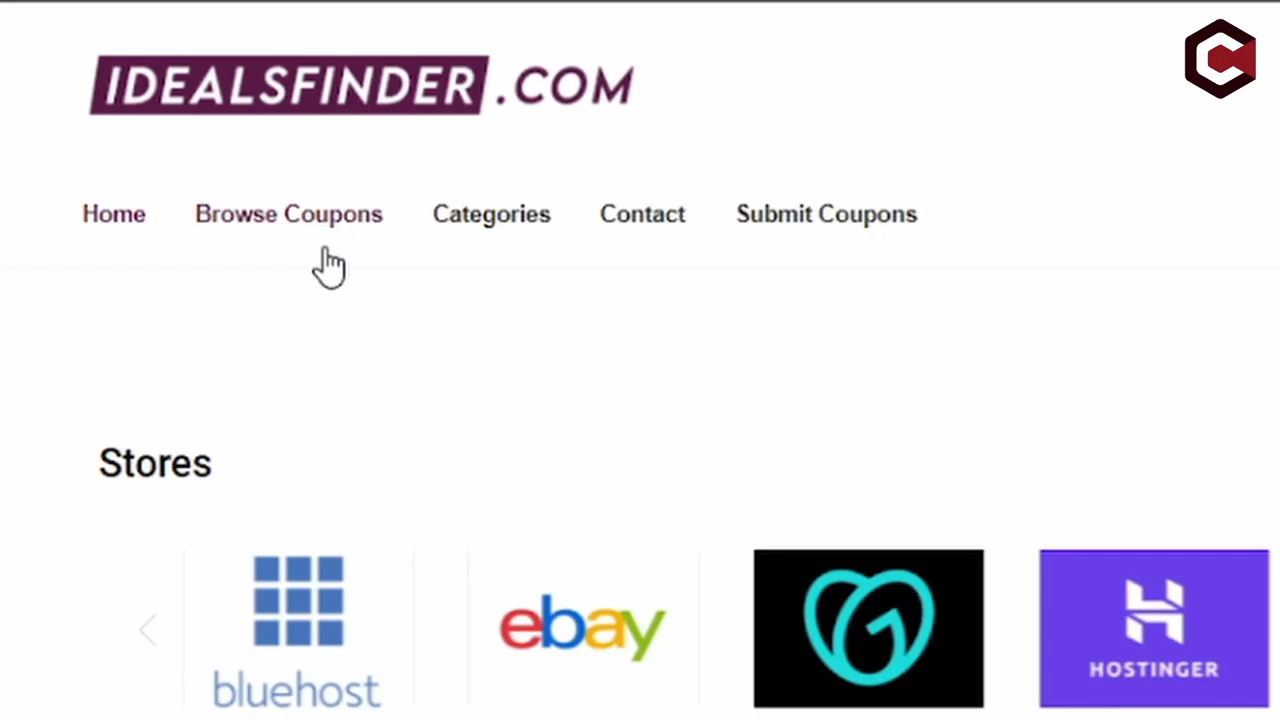 IDEALSFINDER.COM
Home Browse Coupons Categories Contact Submit Coupons
Stores
bluehost
ebay
HOSTINGER